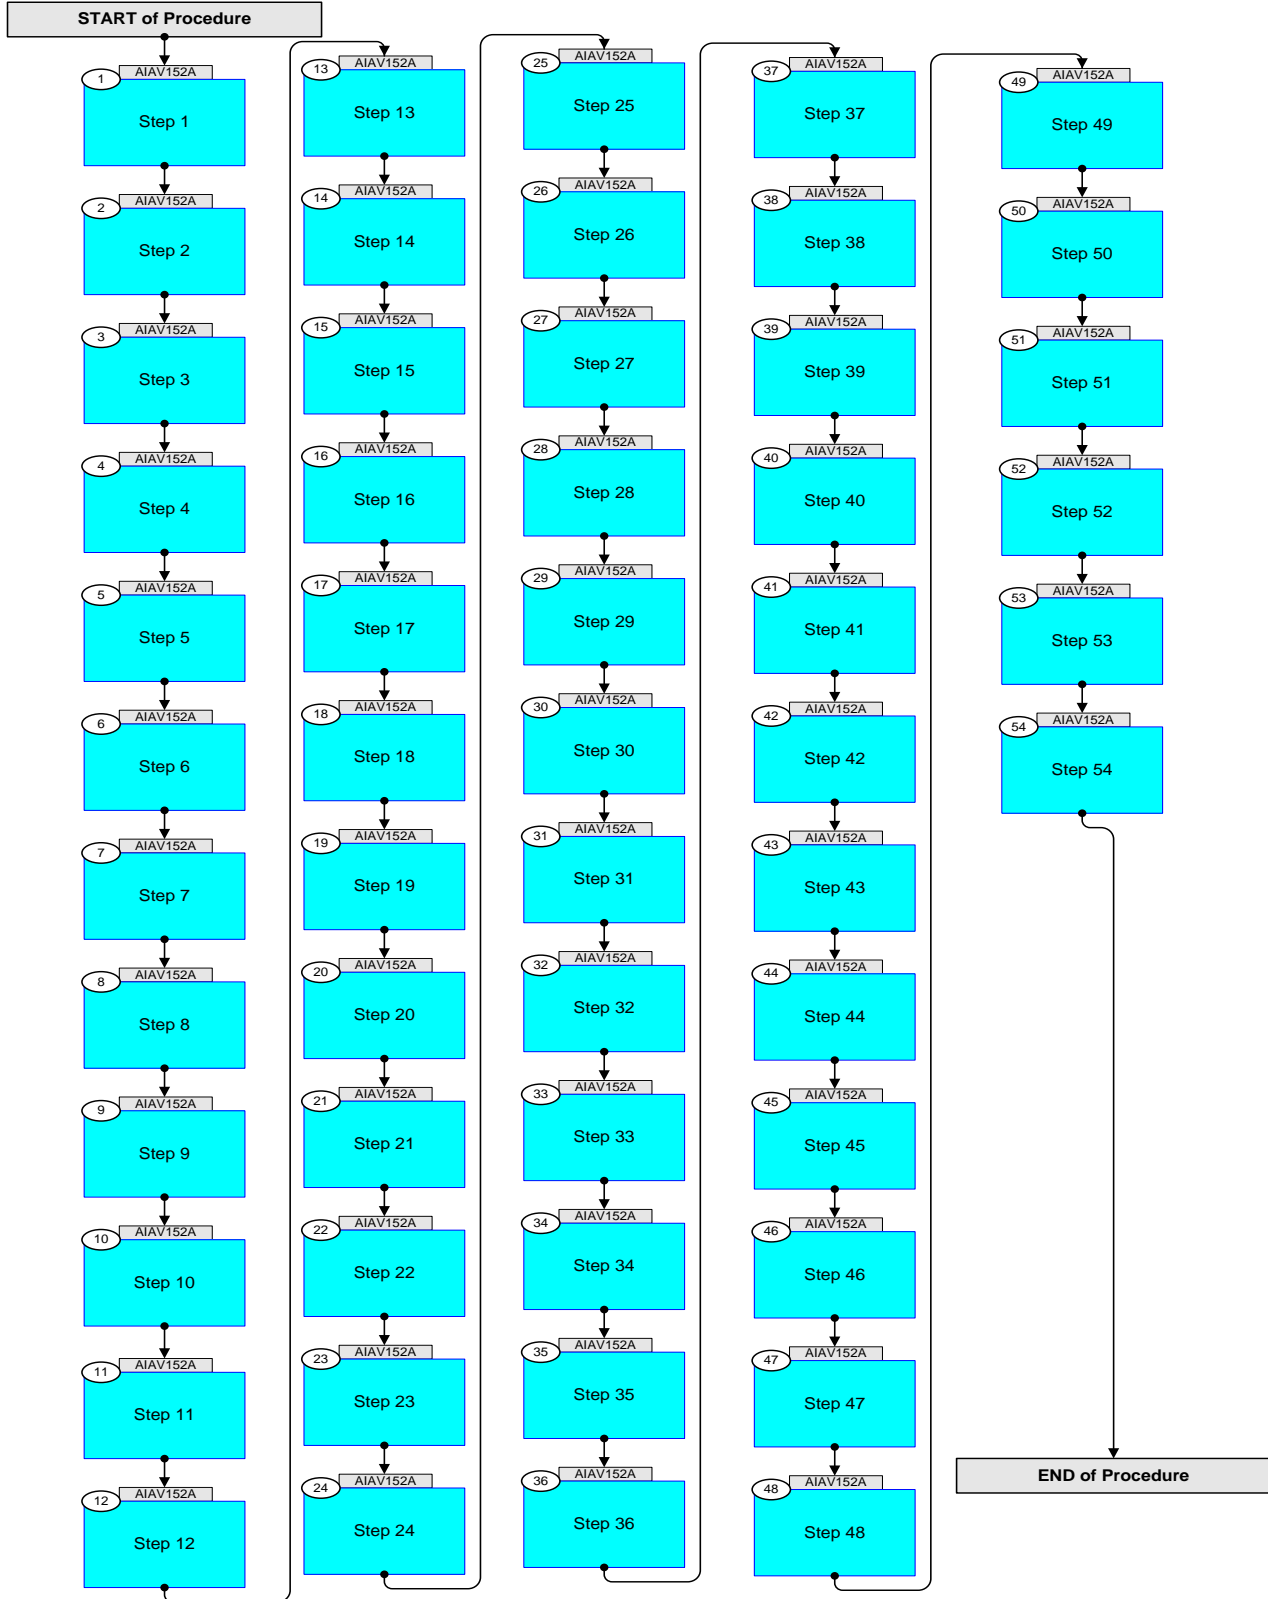 START of Procedure
AIAV152A
1
Step 1
AIAV152A
2
Step 2
AIAV152A
3
Step 3
AIAV152A
4
Step 4
AIAV152A
5
Step 5
AIAV152A
6
Step 6
AIAV152A
7
Step 7
AIAV152A
8
Step 8
AIAV152A
9
Step 9
AIAV152A
10
Step 10
AIAV152A
11
Step 11
AIAV152A
12
Step 12
AIAV152A
13
Step 13
AIAV152A
14
Step 14
AIAV152A
15
Step 15
AIAV152A
16
Step 16
AIAV152A
17
Step 17
AIAV152A
18
Step 18
AIAV152A
19
Step 19
AIAV152A
20
Step 20
AIAV152A
21
Step 21
AIAV152A
22
Step 22
AIAV152A
23
Step 23
AIAV152A
24
Step 24
AIAV152A
25
Step 25
AIAV152A
26
Step 26
AIAV152A
27
Step 27
AIAV152A
28
Step 28
AIAV152A
29
Step 29
AIAV152A
30
Step 30
AIAV152A
31
Step 31
AIAV152A
32
Step 32
AIAV152A
33
Step 33
AIAV152A
34
Step 34
AIAV152A
35
Step 35
AIAV152A
36
Step 36
AIAV152A
37
Step 37
AIAV152A
38
Step 38
AIAV152A
39
Step 39
AIAV152A
40
Step 40
AIAV152A
41
Step 41
AIAV152A
42
Step 42
AIAV152A
43
Step 43
AIAV152A
44
Step 44
AIAV152A
45
Step 45
AIAV152A
46
Step 46
AIAV152A
47
Step 47
AIAV152A
48
Step 48
AIAV152A
49
Step 49
AIAV152A
50
Step 50
AIAV152A
51
Step 51
AIAV152A
52
Step 52
AIAV152A
53
Step 53
AIAV152A
54
Step 54
END of Procedure